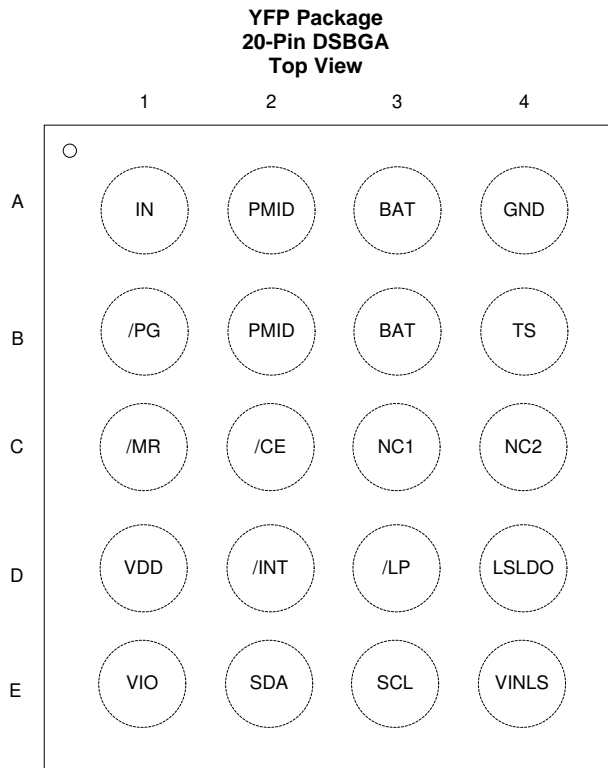 YFP Package
20-Pin DSBGA
Top View
1 2 3 4
A IN PMID BAT GND
B /PG PMID BAT TS
C /MR /CE NC1 NC2
D VDD /INT /LP LSLDO
E VIO SDA SCL VINLS